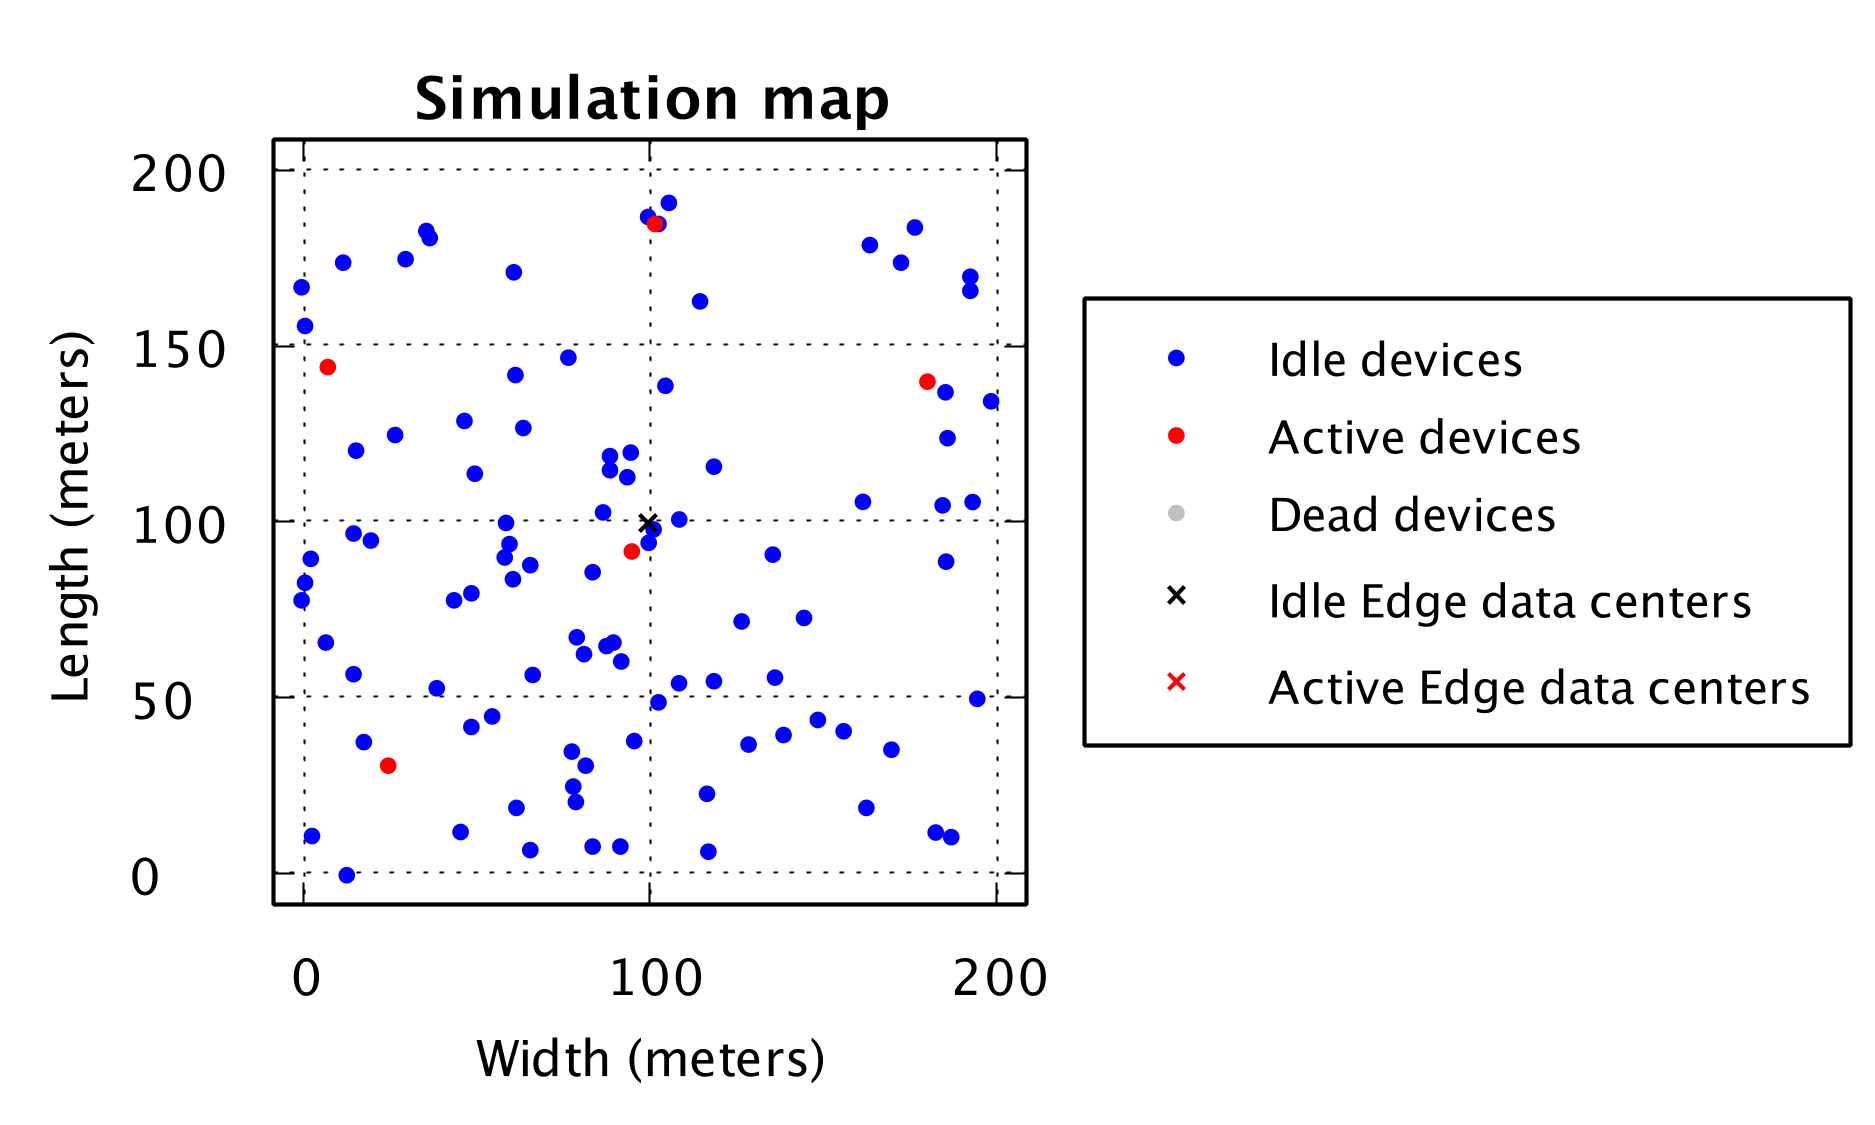 Simulation map
200
150
100
50
0
Length (meters)
0 100 200
Width (meters)
Idle devices
Active devices
Dead devices
Idle Edge data centers
Active Edge data centers